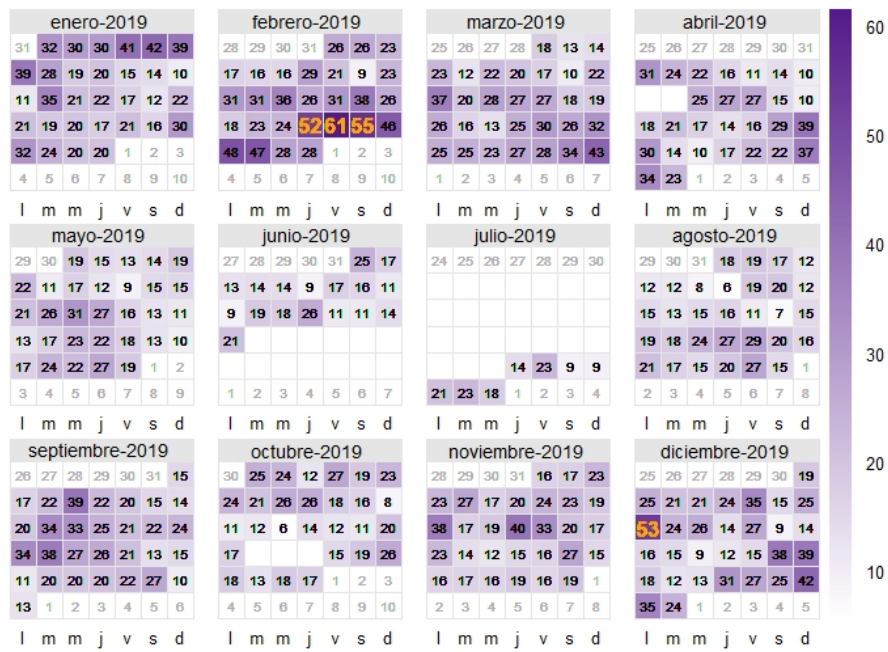 enero-2019
31 32 30 30 41 42 39
39 28 19 20 15 14 10
11 35 21 22 17 12 22
21 19 20 17 21 16 30
32 24 20 20 1 2 3
4 5 6 7 8 9 10
l m m j v s d
febrero-2019
28 29 30 31 26 26 23
17 16 16 29 21 9 23
31 31 36 26 31 38 26
18 23 24 52 61 55 46
48 47 28 28 1 2 3
4 5 6 7 8 9 10
l m m j v s d
marzo-2019
25 26 27 28 18 13 14
23 12 22 20 17 10 22
37 20 28 27 27 18 19
26 16 13 25 30 26 32
25 25 23 27 28 34 43
1 2 3 4 5 6 7
l m m j v s d
abril-2019
25 26 27 28 29 30 31
31 24 22 16 11 14 10
25 27 27 15 10
18 21 17 14 16 29 39
30 14 10 17 22 22 37
34 23 1 2 3 4 5
l m m j v s d
mayo-2019
29 30 19 15 13 14 19
22 11 17 12 9 15 15
21 26 31 27 16 13 11
13 17 23 22 18 13 10
17 24 22 27 19 1 2
3 4 5 6 7 8 9
l m m j v s d
junio-2019
27 28 29 30 31 25 17
13 14 14 9 17 16 11
9 19 18 26 11 11 14
21
1 2 3 4 5 6 7
l m m j v s d
julio-2019
24 25 26 27 28 29 30
14 23 9 9
21 23 18 1 2 3 4
l m m j v s d
agosto-2019
29 30 31 18 19 17 12
12 12 8 6 19 20 12
15 13 15 16 11 7 15
19 18 24 27 29 20 16
21 17 15 20 27 15 1
2 3 4 5 6 7 8
l m m j v s d
septiembre-2019
26 27 28 29 30 31 15
17 22 39 22 20 15 14
20 34 33 25 21 22 24
34 38 27 26 21 13 15
11 20 20 20 22 27 10
13 1 2 3 4 5 6
l m m j v s d
octubre-2019
30 25 24 12 27 19 23
24 21 26 26 18 16 8
11 12 6 14 12 11 20
17 15 19 26
18 13 18 17 1 2 3
4 5 6 7 8 9 10
l m m j v s d
noviembre-2019
28 29 30 31 16 17 23
23 27 17 20 24 23 19
38 17 19 40 33 20 17
23 14 12 15 16 27 15
16 17 16 19 16 19 1
2 3 4 5 6 7 8
l m m j v s d
diciembre-2019
25 26 27 28 29 30 19
25 21 21 24 35 15 25
53 24 26 14 27 9 14
16 15 9 12 15 38 39
18 12 13 31 27 25 42
35 24 1 2 3 4 5
l m m j v s d
60
50
40
30
20
10